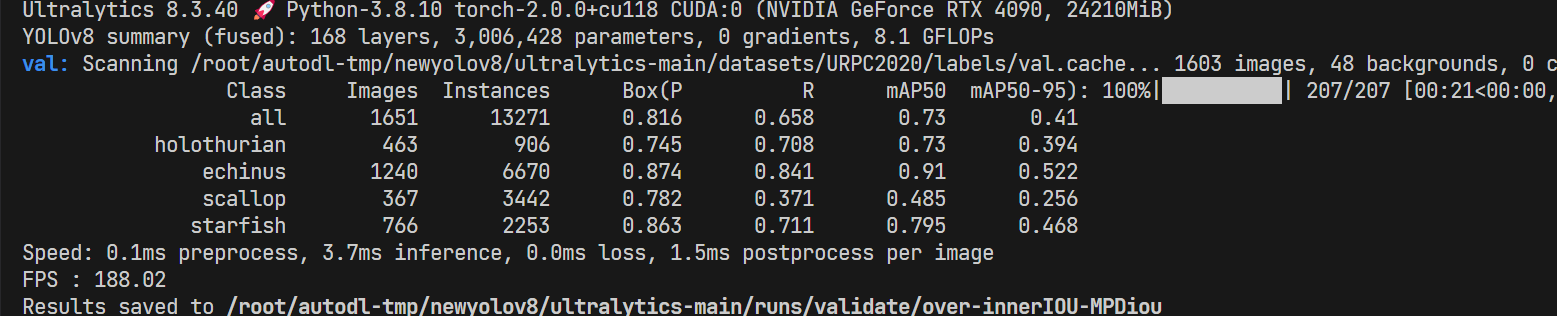 Ultralytics 8.3.40 🚀 Python-3.8.10 torch-2.0.0+cu118 CUDA:0 (NVIDIA GeForce RTX 4090, 24210MiB)
YOLOv8 summary (fused): 168 layers, 3,006,428 parameters, 0 gradients, 8.1 GFLOPs
val: Scanning /root/autodl-tmp/newyolov8/ultralytics-main/datasets/URPC2020/labels/val.cache... 1603 images, 48 backgrounds, 0 c
Class Images Instances Box(P R mAP50 mAP50-95): 100%|██████████| 207/207 [00:21<00:00,
all 1651 13271 0.816 0.658 0.73 0.41
holothurian 463 906 0.745 0.708 0.73 0.394
echinus 1240 6670 0.874 0.841 0.91 0.522
scallop 367 3442 0.782 0.371 0.485 0.256
starfish 766 2253 0.863 0.711 0.795 0.468
Speed: 0.1ms preprocess, 3.7ms inference, 0.0ms loss, 1.5ms postprocess per image
FPS : 188.02
Results saved to /root/autodl-tmp/newyolov8/ultralytics-main/runs/validate/over-innerIOU-MPDiou